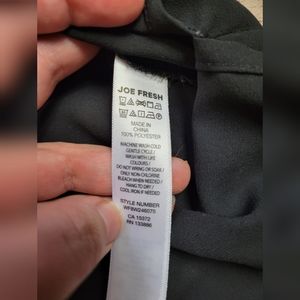 JOE FRESH
MADE IN
CHINA
100% POLYESTER
MACHINE WASH COLD
GENTLE CYCLE /
WASH WITH LIKE
COLOURS /
DO NOT WRING OR SOAK/
ONLY NON-CHLORINE
BLEACH WHEN NEEDED /
HANG TO DRY /
COOL IRON IF NEEDED
STYLE NUMBER
CA 15372
RN 133886